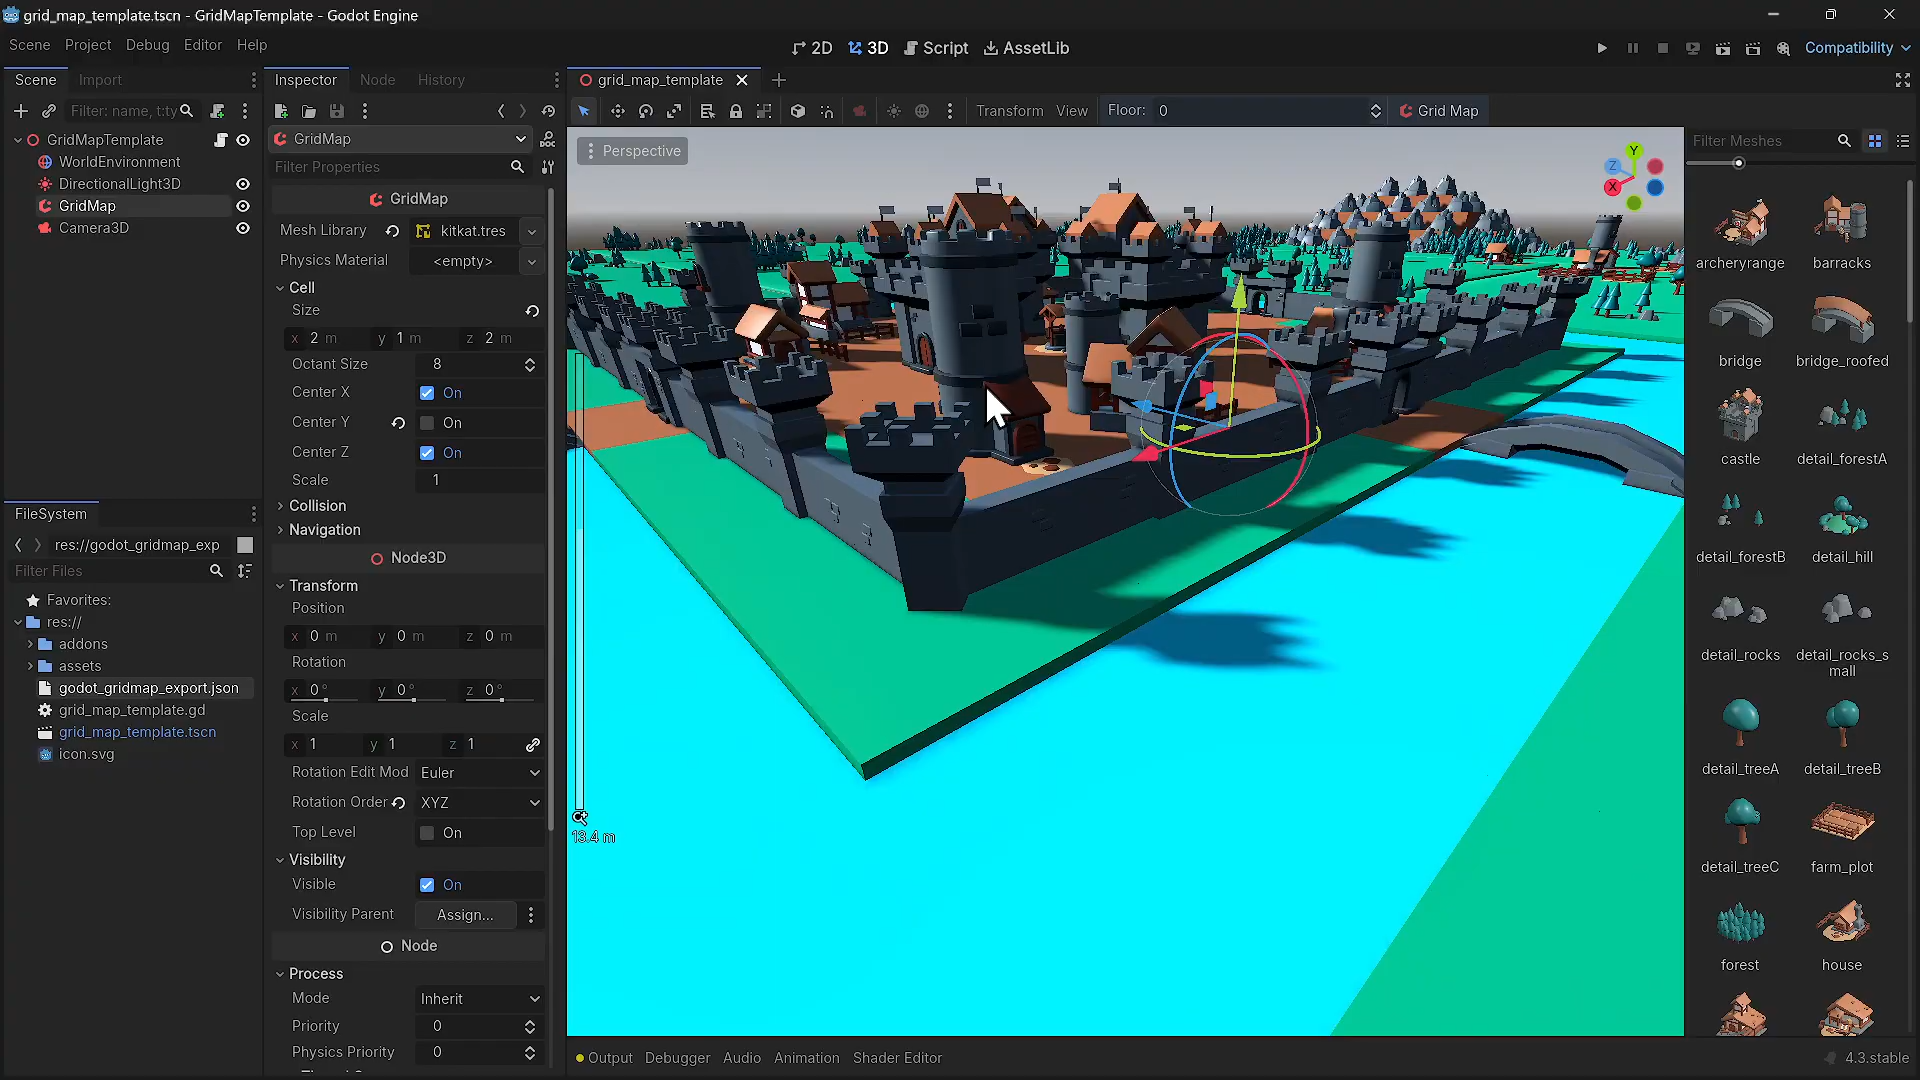 grid_map_template.tscn - GridMapTemplate - Godot Engine
Scene Project Debug Editor Help
2D 3D Script AssetLib
Compatibility
Scene Import
Filter: name, t:ty
GridMapTemplate
WorldEnvironment
DirectionalLight3D
GridMap
Camera3D
FileSystem
res://godot_gridmap_exp
Filter Files
Favorites:
res://
addons
assets
godot_gridmap_export.json
grid_map_template.gd
grid_map_template.tscn
icon.svg
Inspector Node History
GridMap
Filter Properties
GridMap
Mesh Library kitkat.tres
Physics Material <empty>
Cell
Size
x 2 m y 1 m z 2 m
Octant Size 8
Center X On
Center Y On
Center Z On
Scale 1
Collision
Navigation
Node3D
Transform
Position
x 0 m y 0 m z 0 m
Rotation
x 0 ° y 0 ° z 0 °
Scale
x 1 y 1 z 1
Rotation Edit Mod Euler
Rotation Order XYZ
Top Level On
Visibility
Visible On
Visibility Parent Assign...
Node
Process
Mode Inherit
Priority 0
Physics Priority 0
grid_map_template
Transform View Floor: 0 Grid Map
Perspective
Y
Z
X
13.4 m
Output Debugger Audio Animation Shader Editor
4.3.stable
Filter Meshes
archeryrange barracks
bridge bridge_roofed
castle detail_forestA
detail_forestB detail_hill
detail_rocks detail_rocks_s
mall
detail_treeA detail_treeB
detail_treeC farm_plot
forest house